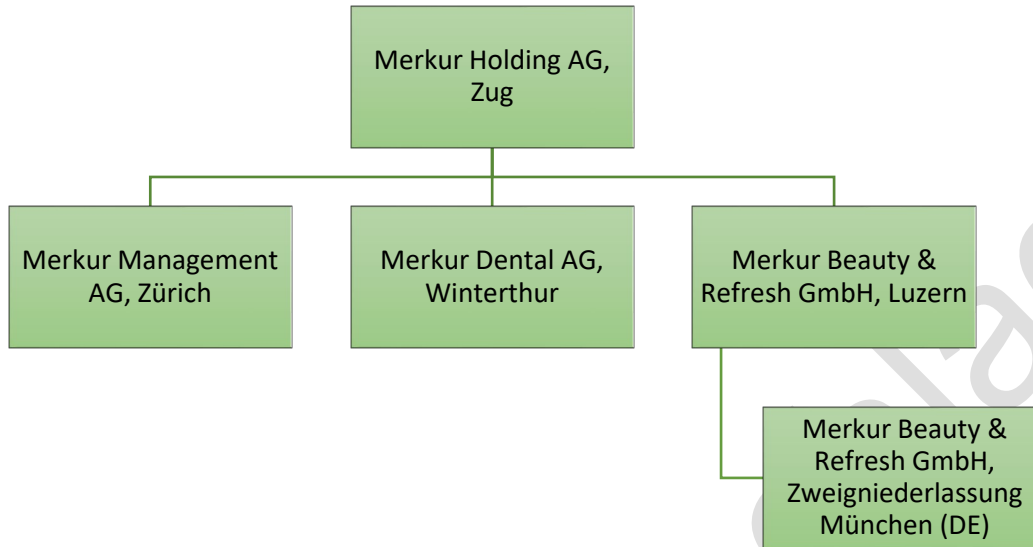 Merkur Holding AG,
Zug
Merkur Management
AG, Zürich
Merkur Dental AG,
Winterthur
Merkur Beauty &
Refresh GmbH, Luzern
Merkur Beauty &
Refresh GmbH,
Zweigniederlassung
München (DE)